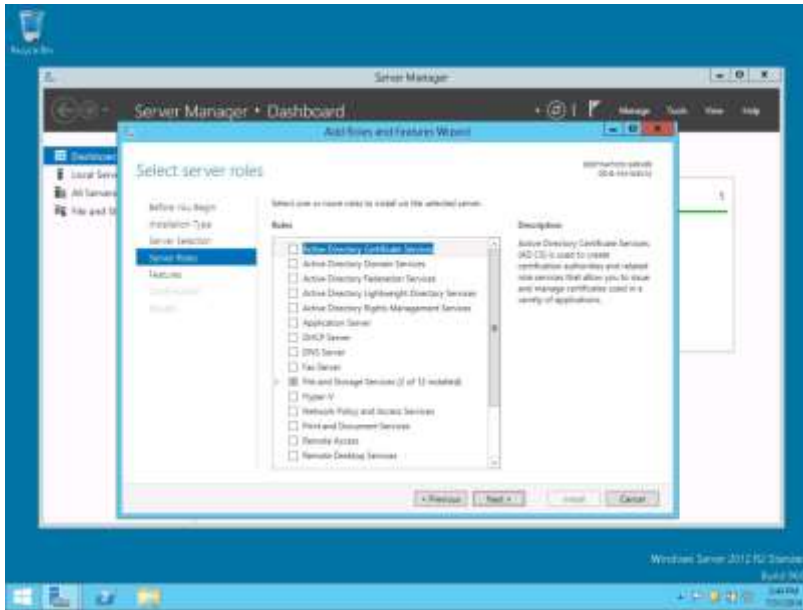 Recycle Bin
Server Manager
Server Manager • Dashboard
Manage Tools View Help
Add Roles and Features Wizard
Dashboard
Local Serv
All Servers
File and St
Select server roles
DESTINATION SERVER
Before You Begin
Installation Type
Server Selection
Server Roles
Features
Confirmation
Results
Select one or more roles to install on the selected server.
Roles
Active Directory Certificate Services
Active Directory Domain Services
Active Directory Federation Services
Active Directory Lightweight Directory Services
Active Directory Rights Management Services
Application Server
DHCP Server
DNS Server
Fax Server
File and Storage Services (2 of 12 installed)
Hyper-V
Network Policy and Access Services
Print and Document Services
Remote Access
Remote Desktop Services
Description
Active Directory Certificate Services
(AD CS) is used to create
certification authorities and related
role services that allow you to issue
and manage certificates used in a
variety of applications.
1
< Previous Next > Install Cancel
Windows Server 2012 R2 Standar
Build 960